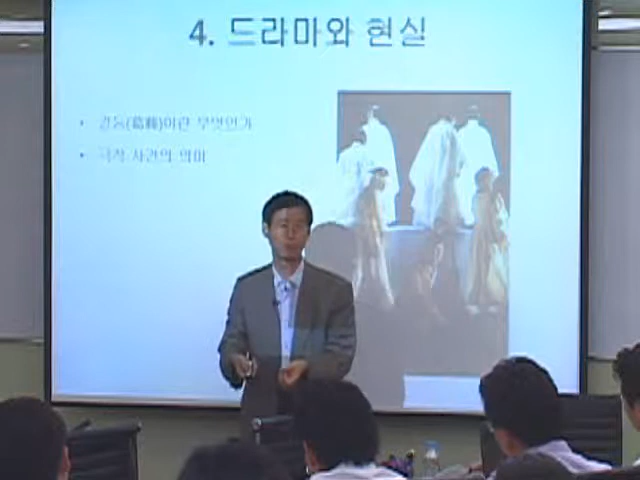 4. 드라마와 현실
• 갈등(葛藤)이란 무엇인가
• 극적 사건의 의미